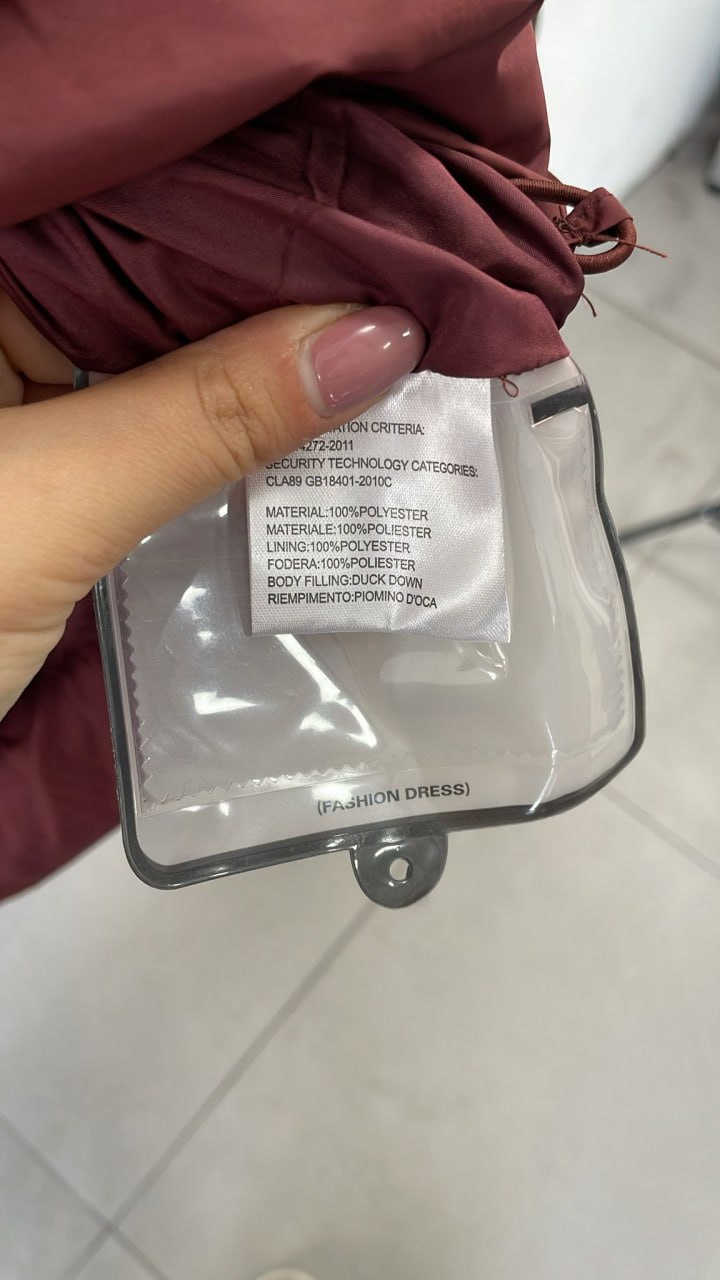 CRITERIA:
SECURITY TECHNOLOGY CATEGORIES:
CLA89 GB18401-2010C
MATERIAL:100%POLYESTER
MATERIALE:100%POLIESTER
LINING:100%POLYESTER
FODERA:100%POLIESTER
BODY FILLING:DUCK DOWN
RIEMPIMENTO:PIOMINO D'OCA
(FASHION DRESS)